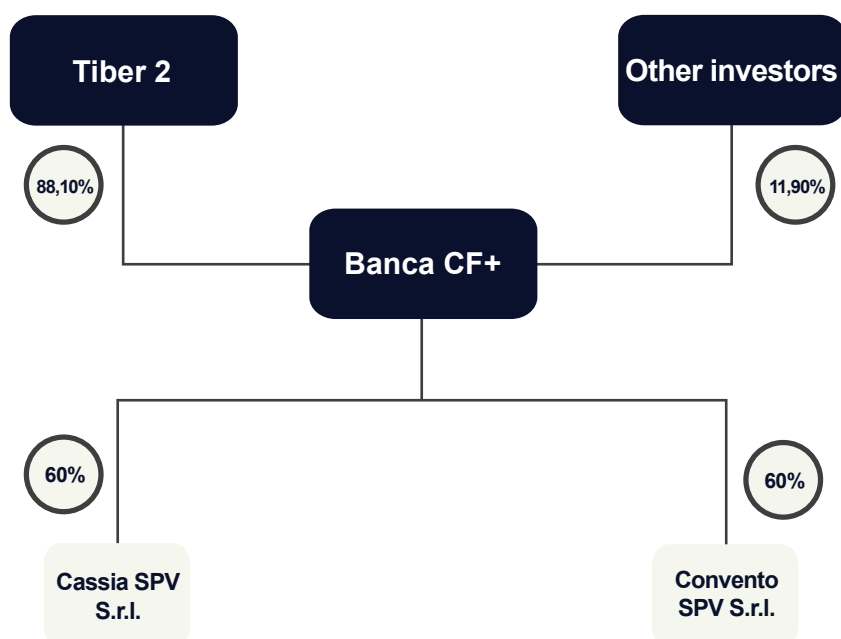 Tiber 2
Other investors
88,10%
11,90%
Banca CF+
60%
60%
Cassia SPV
S.r.l.
Convento
SPV S.r.l.